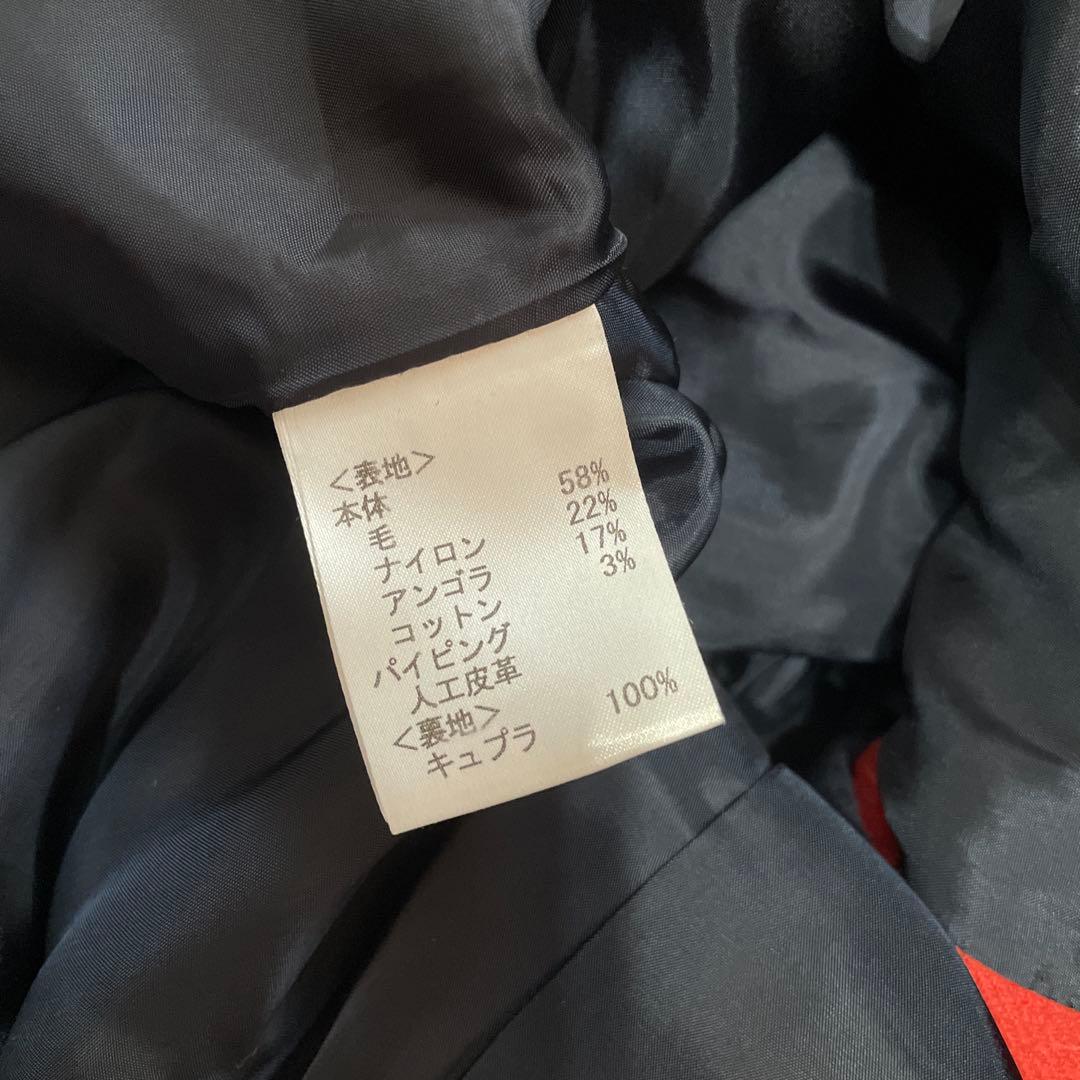 <表地>
本体
毛 58%
ナイロン 22%
アンゴラ 17%
コットン 3%
パイピング
人工皮革
<裏地>
キュプラ 100%